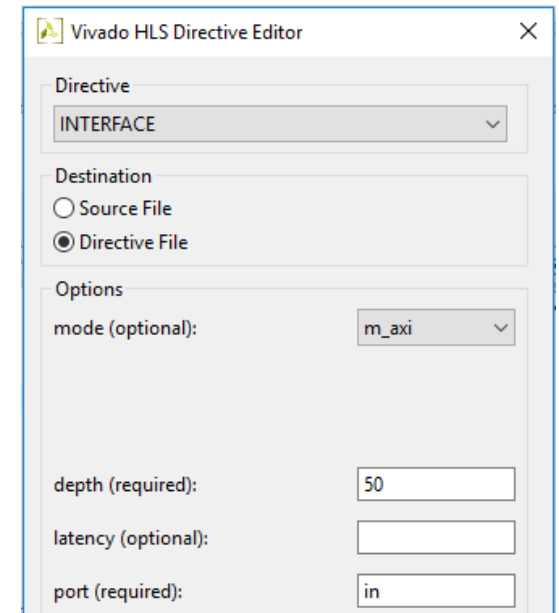 Vivado HLS Directive Editor
Directive
INTERFACE
Destination
Source File
Directive File
Options
mode (optional): m_axi
depth (required): 50
latency (optional):
port (required): in